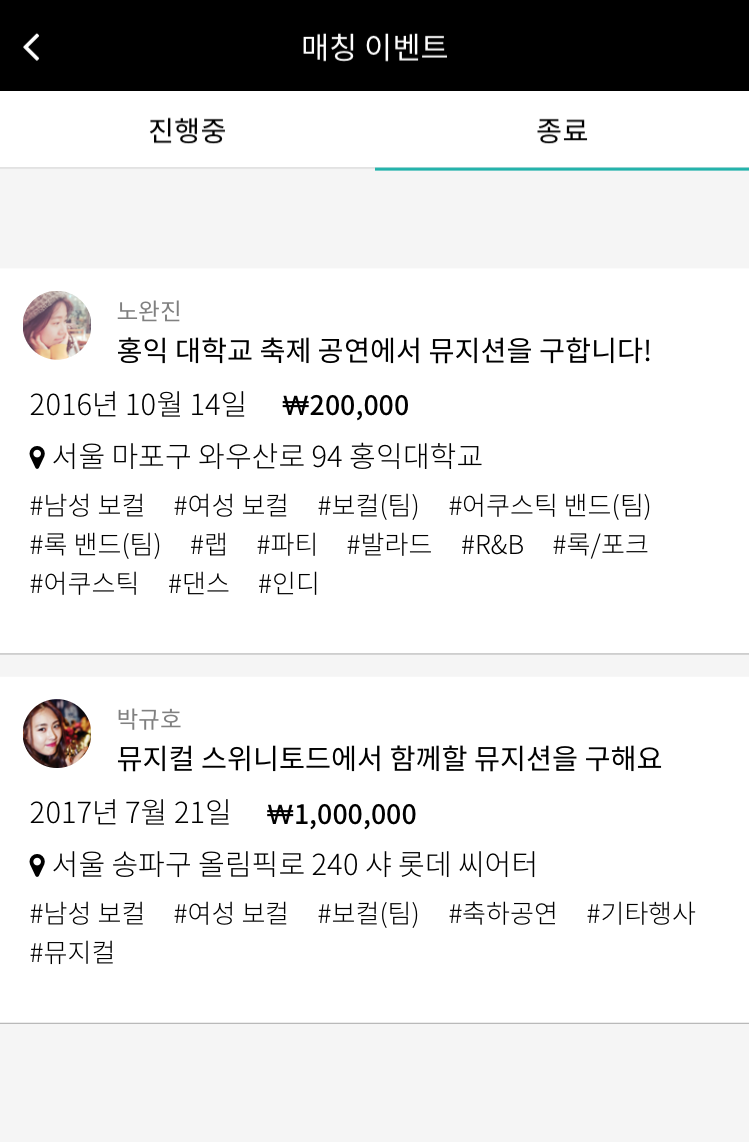 매칭 이벤트
진행중 종료
노완진
홍익 대학교 축제 공연에서 뮤지션을 구합니다!
2016년 10월 14일 ₩200,000
서울 마포구 와우산로 94 홍익대학교
#남성 보컬 #여성 보컬 #보컬(팀) #어쿠스틱 밴드(팀)
#록 밴드(팀) #랩 #파티 #발라드 #R&B #록/포크
#어쿠스틱 #댄스 #인디
박규호
뮤지컬 스위니토드에서 함께할 뮤지션을 구해요
2017년 7월 21일 ₩1,000,000
서울 송파구 올림픽로 240 샤 롯데 씨어터
#남성 보컬 #여성 보컬 #보컬(팀) #축하공연 #기타행사
#뮤지컬